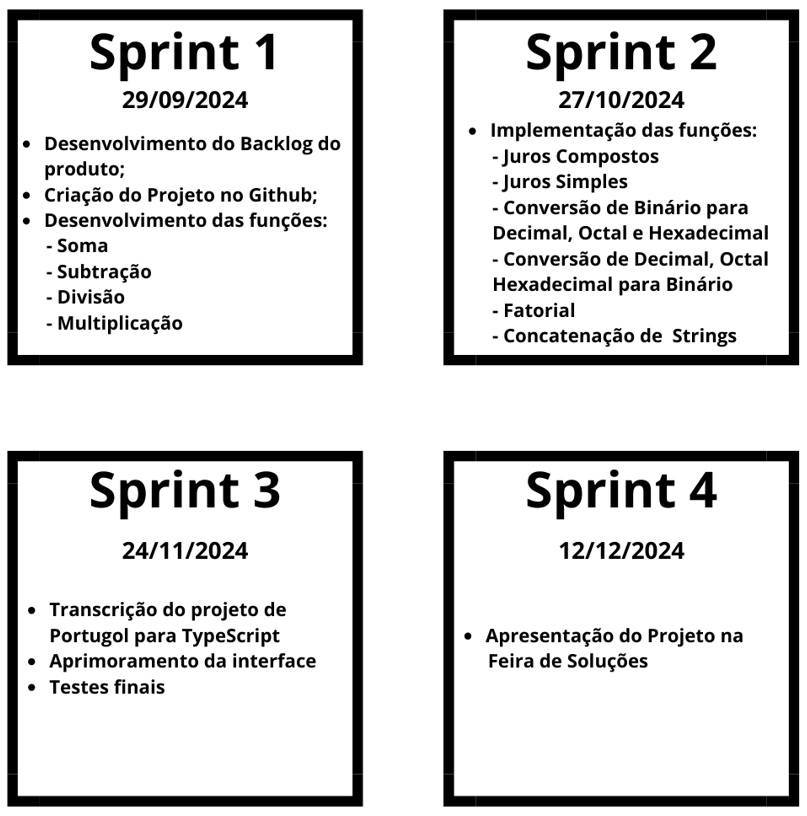 Sprint 1
29/09/2024
• Desenvolvimento do Backlog do
produto;
• Criação do Projeto no Github;
• Desenvolvimento das funções:
- Soma
- Subtração
- Divisão
- Multiplicação
Sprint 2
27/10/2024
• Implementação das funções:
- Juros Compostos
- Juros Simples
- Conversão de Binário para
Decimal, Octal e Hexadecimal
- Conversão de Decimal, Octal
Hexadecimal para Binário
- Fatorial
- Concatenação de  Strings
Sprint 3
24/11/2024
• Transcrição do projeto de
Portugol para TypeScript
• Aprimoramento da interface
• Testes finais
Sprint 4
12/12/2024
• Apresentação do Projeto na
Feira de Soluções